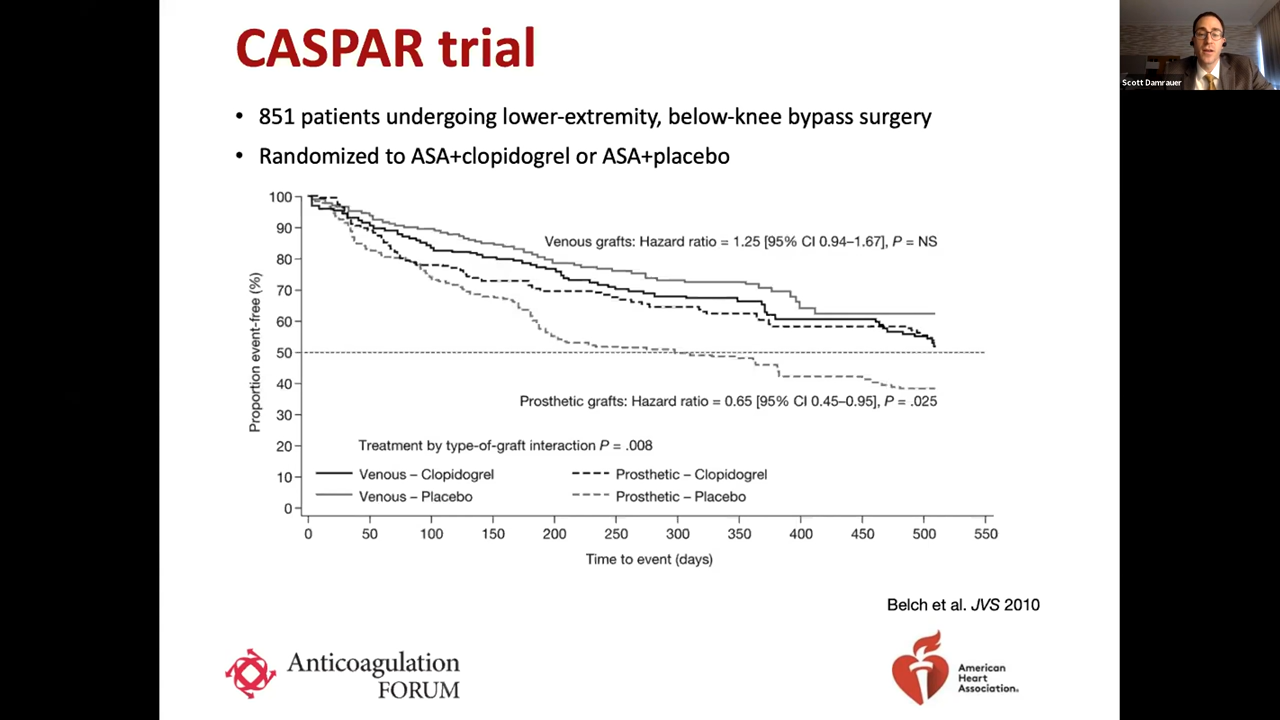 CASPAR trial
Scott Damrauer
• 851 patients undergoing lower-extremity, below-knee bypass surgery
• Randomized to ASA+clopidogrel or ASA+placebo
100
90
80
70
60
50
40
30
20
10
0
Proportion event-free (%)
Venous grafts: Hazard ratio = 1.25 [95% CI 0.94–1.67], P = NS
Prosthetic grafts: Hazard ratio = 0.65 [95% CI 0.45–0.95], P = .025
Treatment by type-of-graft interaction P = .008
Venous – Clopidogrel
Prosthetic – Clopidogrel
Venous – Placebo
Prosthetic – Placebo
0 50 100 150 200 250 300 350 400 450 500 550
Time to event (days)
Belch et al. JVS 2010
Anticoagulation
FORUM
American
Heart
Association®